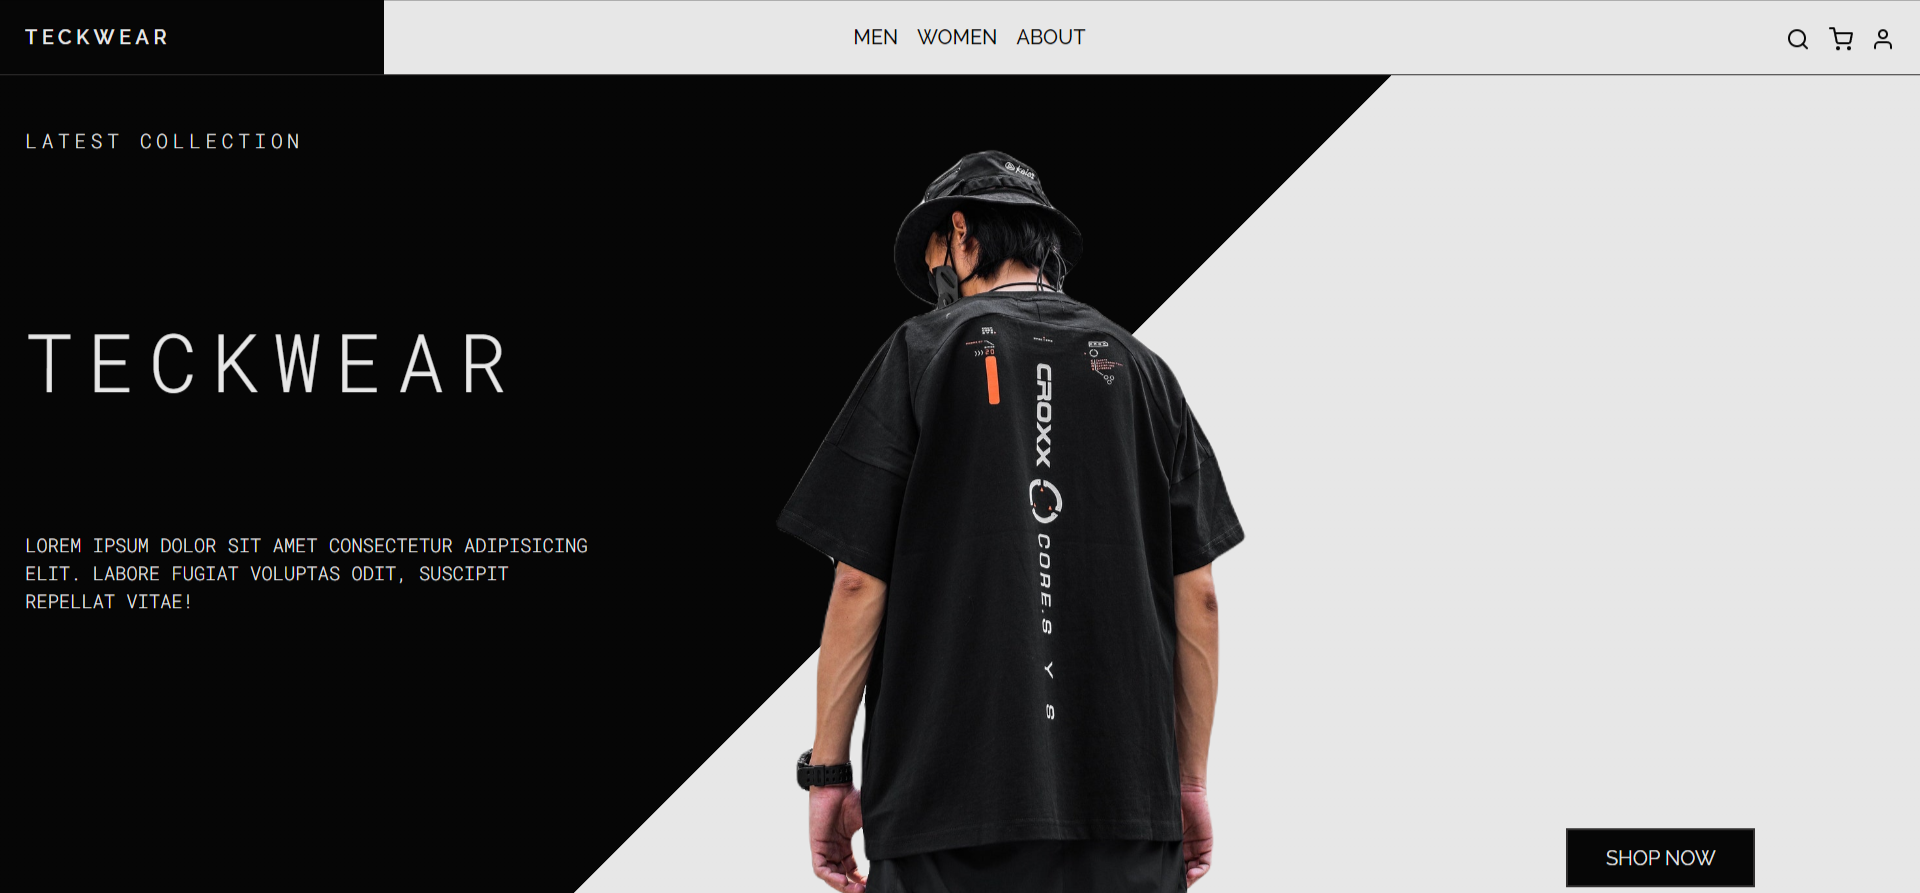 TECKWEAR
MEN WOMEN ABOUT
LATEST COLLECTION
TECKWEAR
LOREM IPSUM DOLOR SIT AMET CONSECTETUR ADIPISICING
ELIT. LABORE FUGIAT VOLUPTAS ODIT, SUSCIPIT
REPELLAT VITAE!
20
CROXX
CORE.S Y S
SHOP NOW